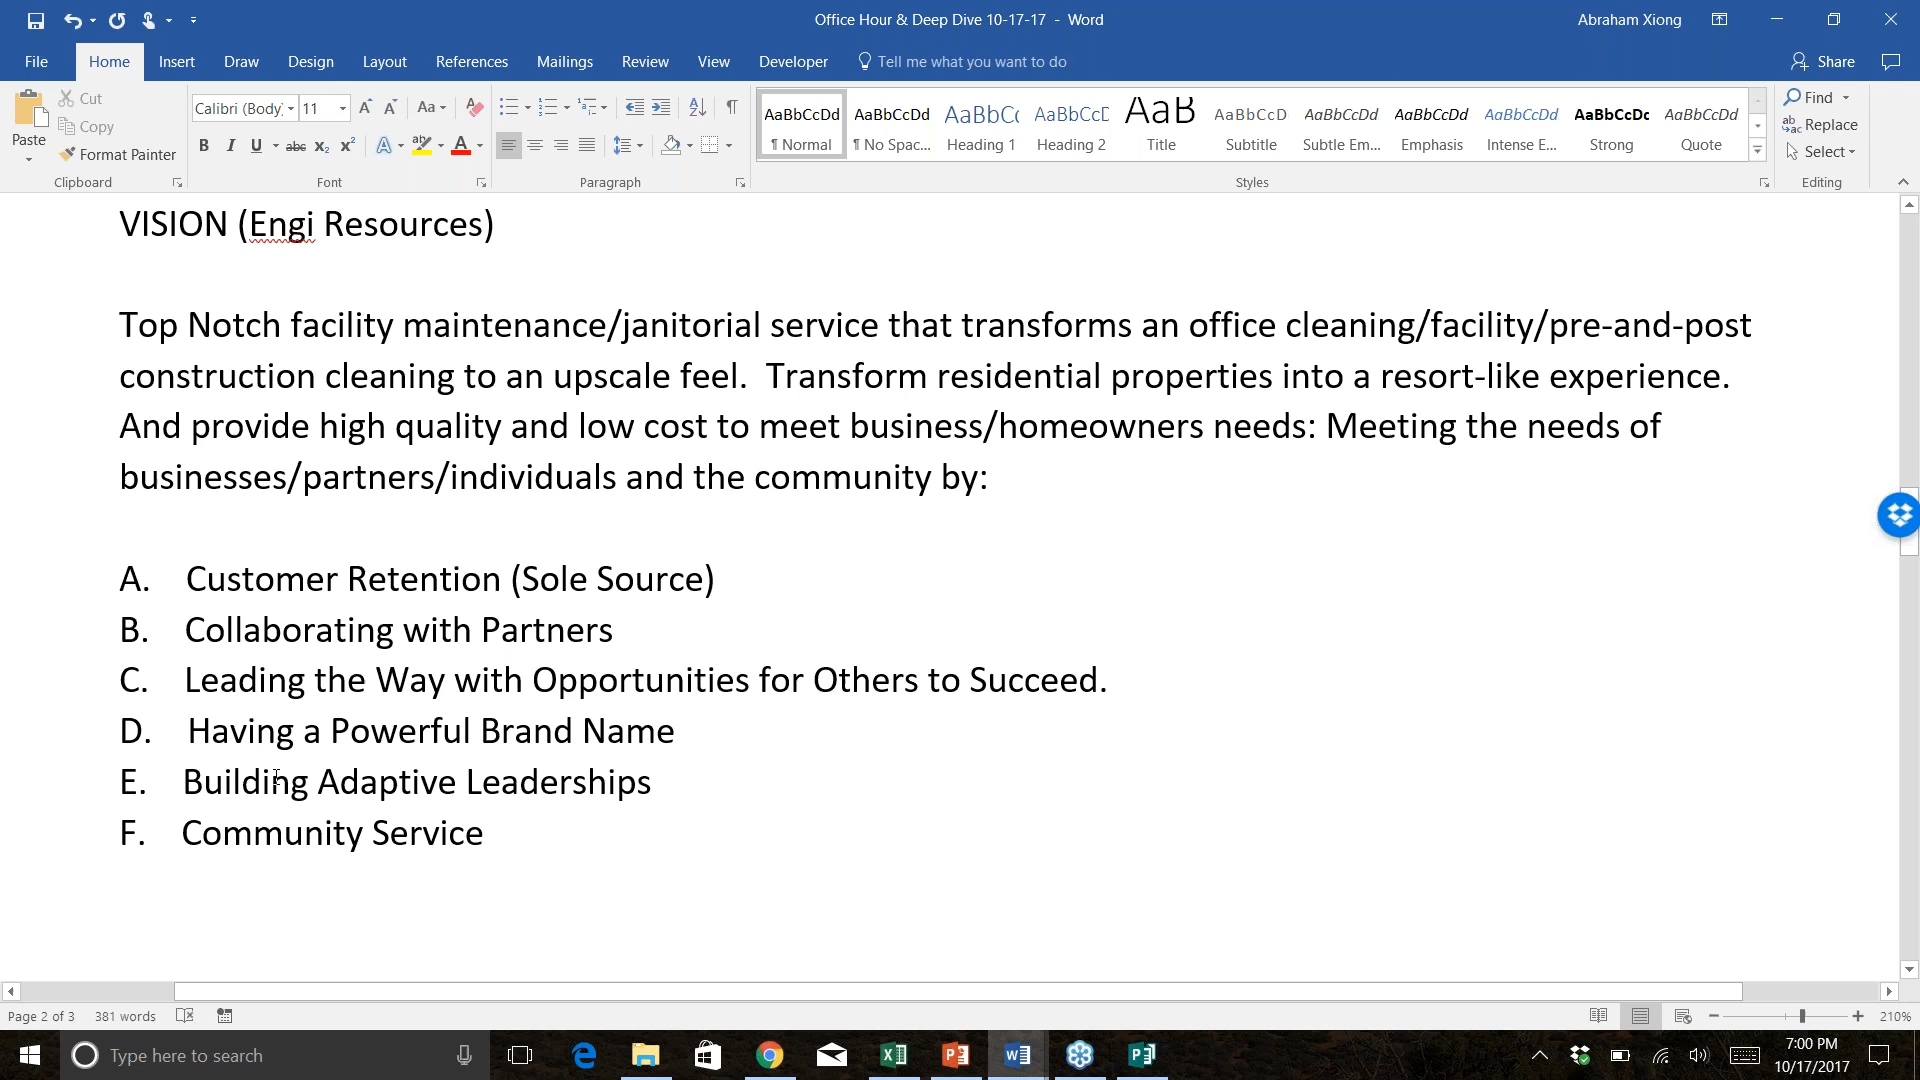 Office Hour & Deep Dive 10-17-17 - Word
Abraham Xiong
File Home Insert Draw Design Layout References Mailings Review View Developer Tell me what you want to do Share
Paste
Cut
Copy
Format Painter
Clipboard
Calibri (Body) 11
Font
Paragraph
AaBbCcDd AaBbCcDd AaBbCc AaBbCcD AaB AaBbCcD AaBbCcDd AaBbCcDd AaBbCcDd AaBbCcDc AaBbCcDd
¶ Normal ¶ No Spac... Heading 1 Heading 2 Title Subtitle Subtle Em... Emphasis Intense E... Strong Quote
Styles
Find
Replace
Select
Editing
VISION (Engi Resources)
Top Notch facility maintenance/janitorial service that transforms an office cleaning/facility/pre-and-post
construction cleaning to an upscale feel. Transform residential properties into a resort-like experience.
And provide high quality and low cost to meet business/homeowners needs: Meeting the needs of
businesses/partners/individuals and the community by:
A. Customer Retention (Sole Source)
B. Collaborating with Partners
C. Leading the Way with Opportunities for Others to Succeed.
D. Having a Powerful Brand Name
E. Building Adaptive Leaderships
F. Community Service
Page 2 of 3 381 words 210%
Type here to search
7:00 PM
10/17/2017